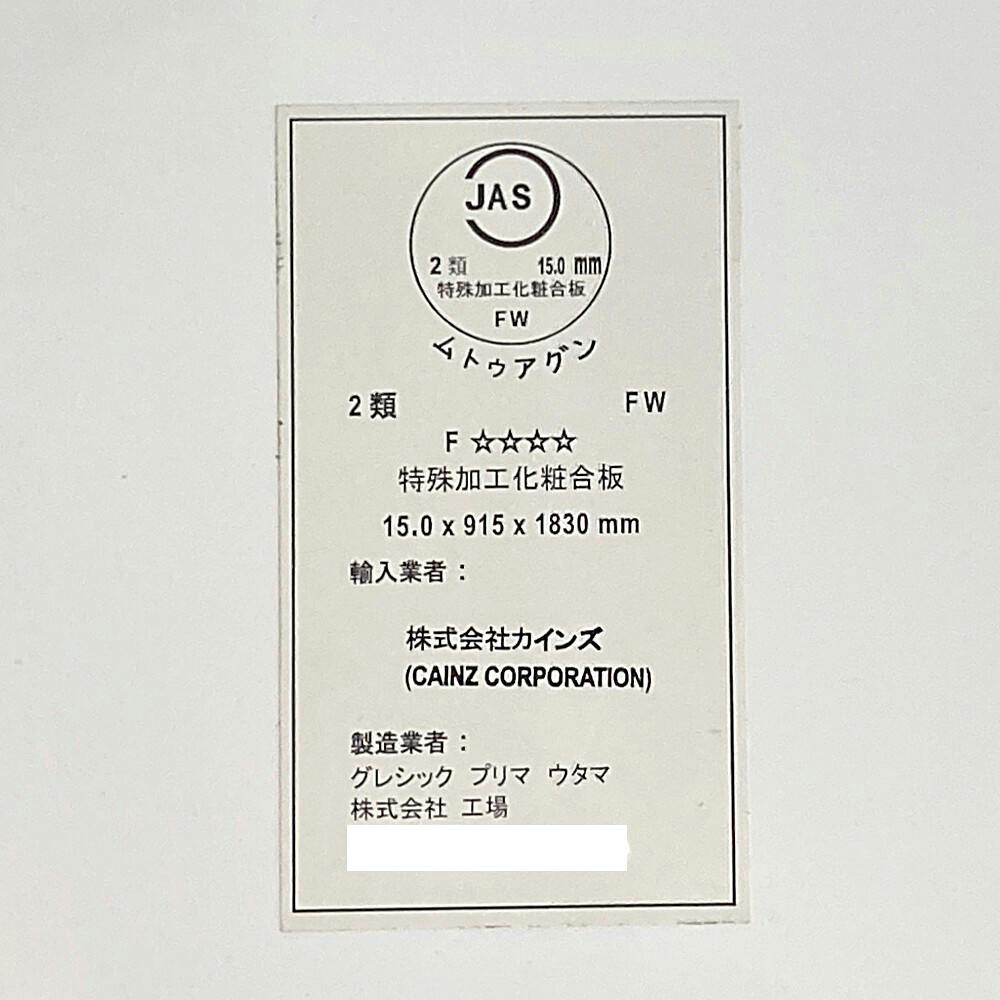 JAS
2類 15.0 mm
特殊加工化粧合板
FW
ムトゥアグン
2類 FW
F ☆☆☆☆
特殊加工化粧合板
15.0 x 915 x 1830 mm
輸入業者 :
株式会社カインズ
(CAINZ CORPORATION)
製造業者 :
グレシック プリマ ウタマ
株式会社 工場